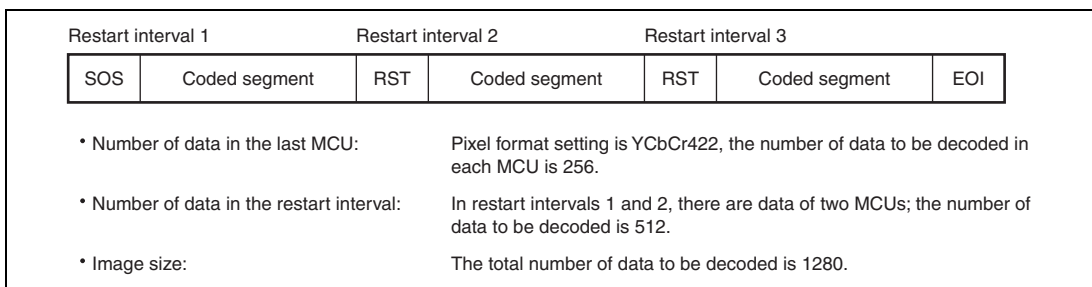 Restart interval 1 Restart interval 2 Restart interval 3
SOS Coded segment RST Coded segment RST Coded segment EOI
• Number of data in the last MCU: Pixel format setting is YCbCr422, the number of data to be decoded in
each MCU is 256.
• Number of data in the restart interval: In restart intervals 1 and 2, there are data of two MCUs; the number of
data to be decoded is 512.
• Image size: The total number of data to be decoded is 1280.